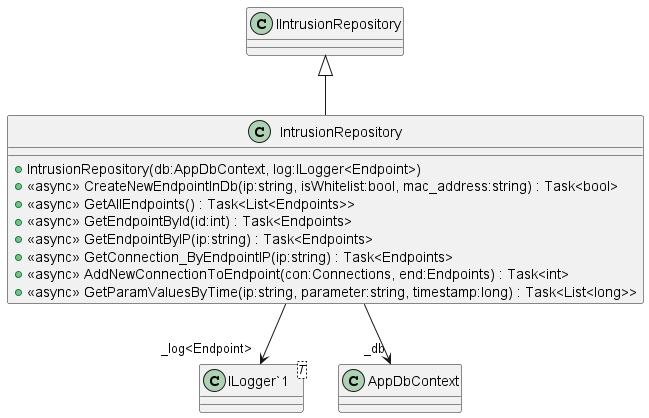 C IIntrusionRepository
C IntrusionRepository
IntrusionRepository(db:AppDbContext, log:ILogger<Endpoint>)
«async» CreateNewEndpointInDb(ip:string, isWhitelist:bool, mac_address:string) : Task<bool>
«async» GetAllEndpoints() : Task<List<Endpoints>>
«async» GetEndpointById(id:int) : Task<Endpoints>
«async» GetEndpointByIP(ip:string) : Task<Endpoints>
«async» GetConnection_ByEndpointIP(ip:string) : Task<Endpoints>
«async» AddNewConnectionToEndpoint(con:Connections, end:Endpoints) : Task<int>
«async» GetParamValuesByTime(ip:string, parameter:string, timestamp:long) : Task<List<long>>
_log<Endpoint>
_db
C ILogger`1
T
C AppDbContext